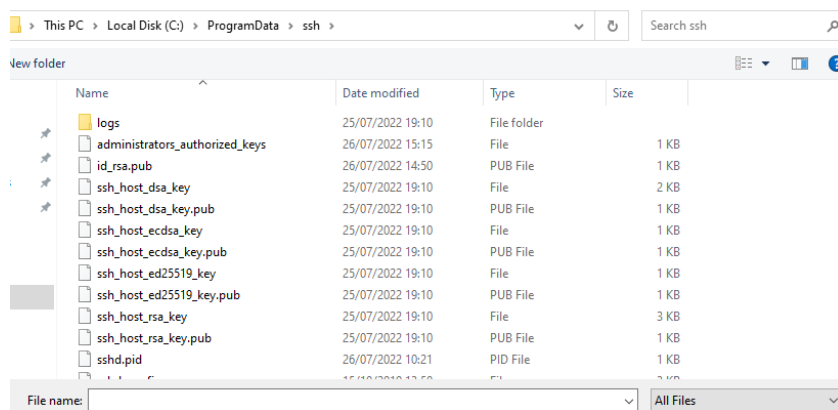 This PC > Local Disk (C:) > ProgramData > ssh > Search ssh
New folder
Name Date modified Type Size
logs 25/07/2022 19:10 File folder
administrators_authorized_keys 26/07/2022 15:15 File 1 KB
id_rsa.pub 26/07/2022 14:50 PUB File 1 KB
ssh_host_dsa_key 25/07/2022 19:10 File 2 KB
ssh_host_dsa_key.pub 25/07/2022 19:10 PUB File 1 KB
ssh_host_ecdsa_key 25/07/2022 19:10 File 1 KB
ssh_host_ecdsa_key.pub 25/07/2022 19:10 PUB File 1 KB
ssh_host_ed25519_key 25/07/2022 19:10 File 1 KB
ssh_host_ed25519_key.pub 25/07/2022 19:10 PUB File 1 KB
ssh_host_rsa_key 25/07/2022 19:10 File 3 KB
ssh_host_rsa_key.pub 25/07/2022 19:10 PUB File 1 KB
sshd.pid 26/07/2022 10:21 PID File 1 KB
File name: All Files